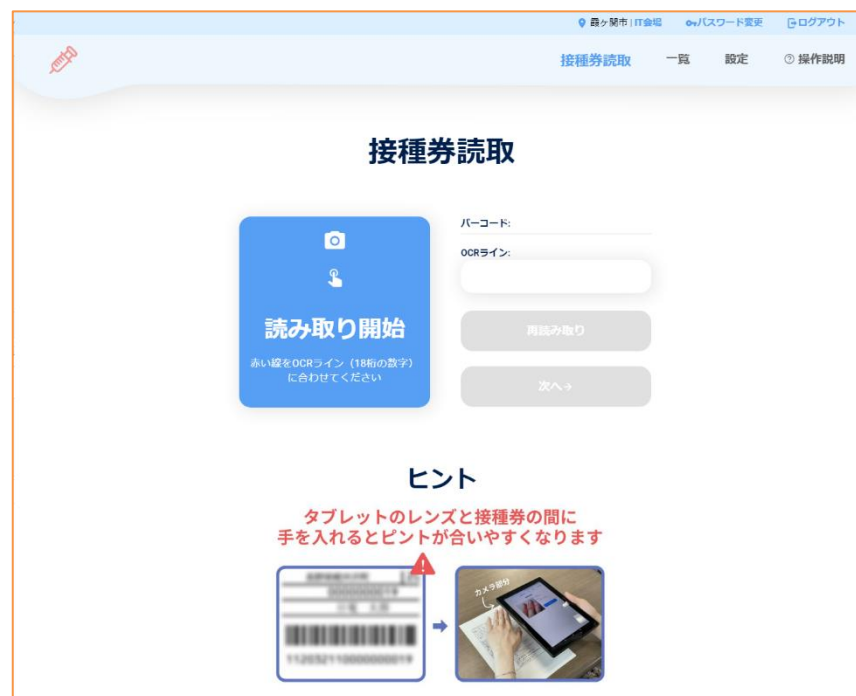 霞ヶ関市 | IT会場 パスワード変更 ログアウト
接種券読取 一覧 設定 操作説明
接種券読取
読み取り開始
赤い線をOCRライン（18桁の数字）
に合わせてください
バーコード:
OCRライン:
再読み取り
次へ→
ヒント
タブレットのレンズと接種券の間に
手を入れるとピントが合いやすくなります
0000000019
112032110000000019
カメラ部分